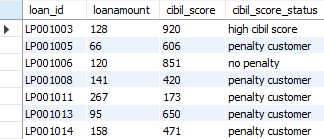 loan_id loanamount cibil_score cibil_score_status
LP001003 128 920 high cibil score
LP001005 66 606 penalty customer
LP001006 120 851 no penalty
LP001008 141 420 penalty customer
LP001011 267 173 penalty customer
LP001013 95 650 penalty customer
LP001014 158 471 penalty customer